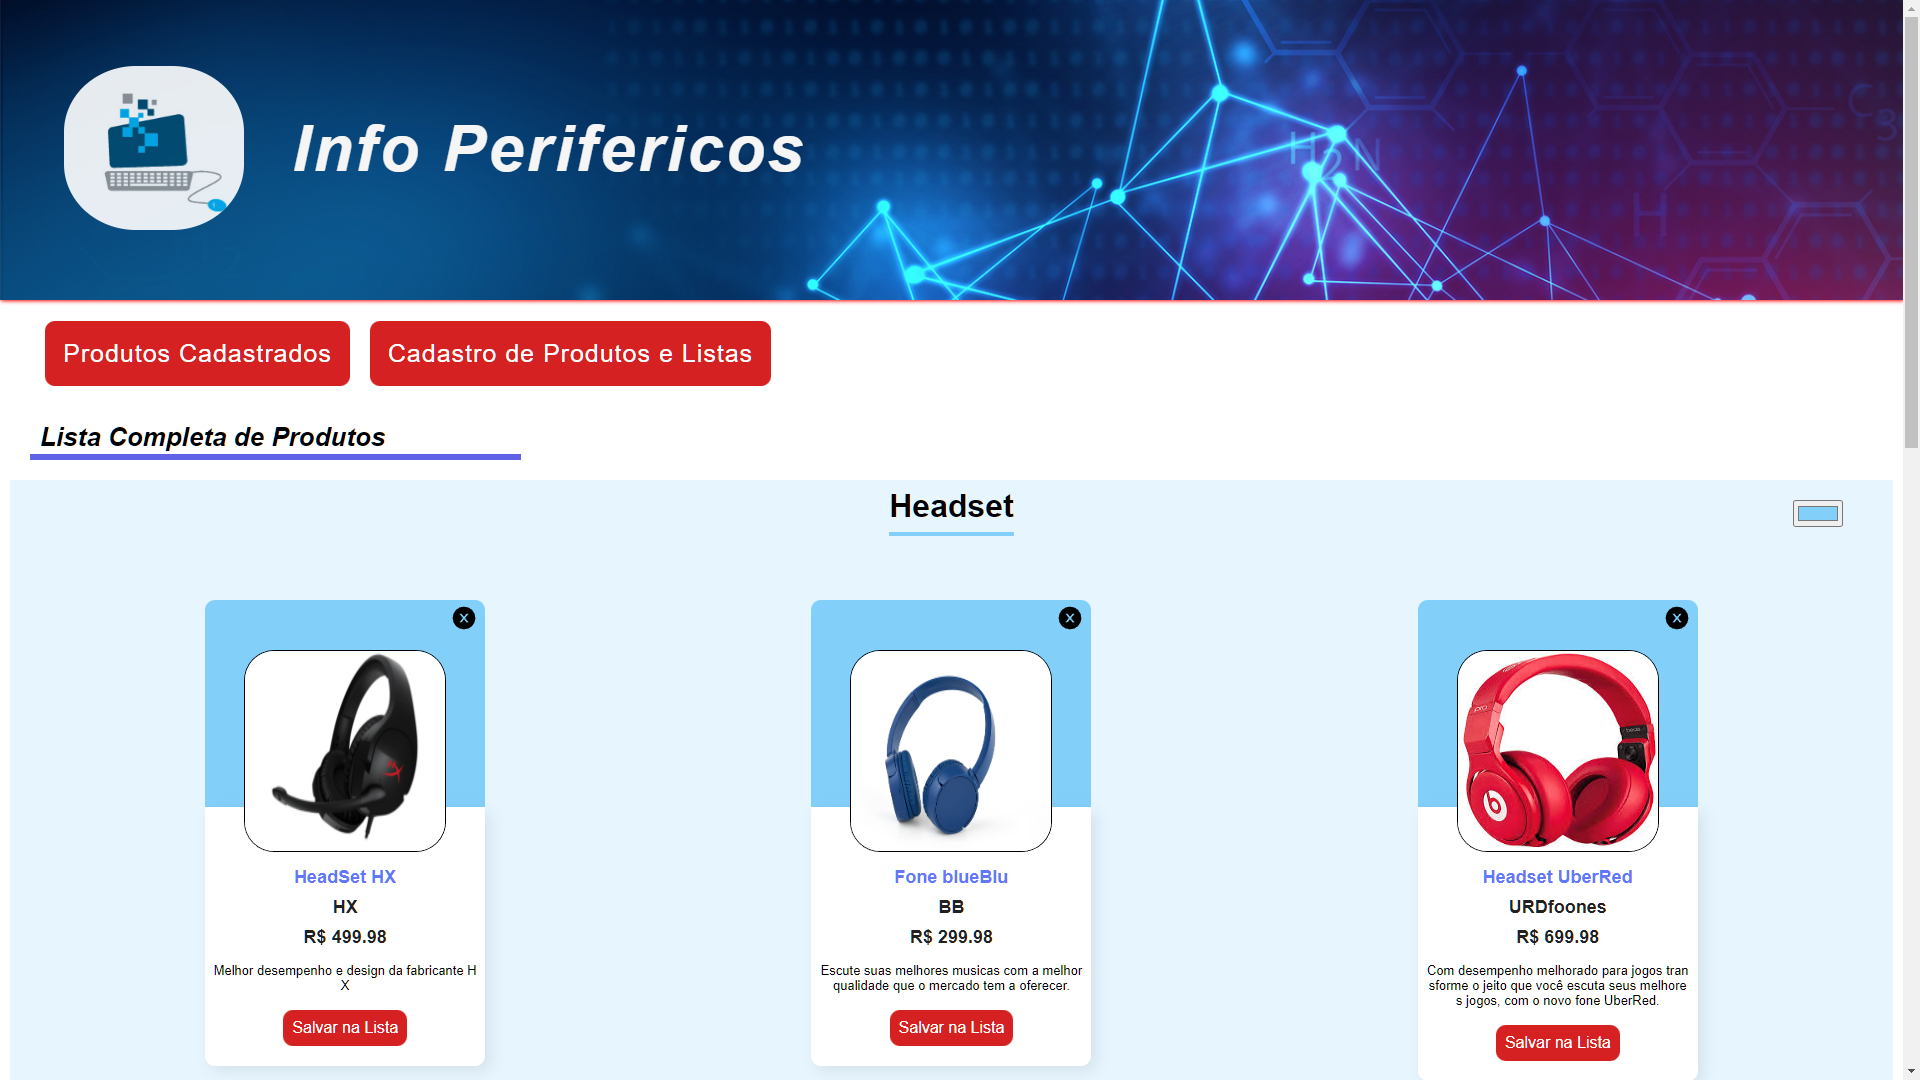 Info Perifericos
H2N
H
C3
Produtos Cadastrados
Cadastro de Produtos e Listas
Lista Completa de Produtos
Headset
X
X
X
HeadSet HX
HX
R$ 499.98
Melhor desempenho e design da fabricante H
X
Salvar na Lista
Fone blueBlu
BB
R$ 299.98
Escute suas melhores musicas com a melhor
qualidade que o mercado tem a oferecer.
Salvar na Lista
beats
b
Headset UberRed
URDfoones
R$ 699.98
Com desempenho melhorado para jogos tran
sforme o jeito que você escuta seus melhore
s jogos, com o novo fone UberRed.
Salvar na Lista